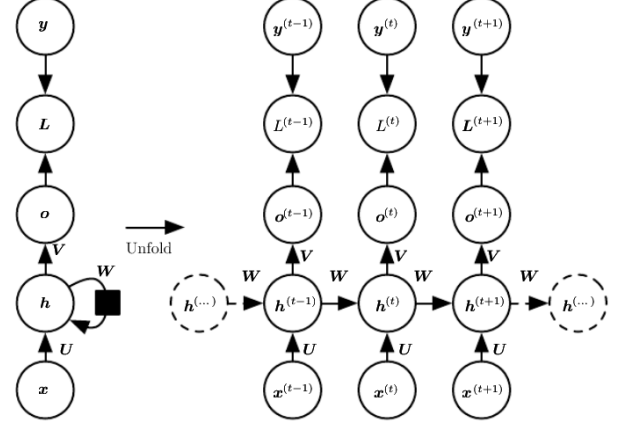 y y^(t−1) y^(t) y^(t+1)
L L^(t−1) L^(t) L^(t+1)
o o^(t−1) o^(t) o^(t+1)
Unfold
V V V V
W W W W W
h h^(...) h^(t−1) h^(t) h^(t+1) h^(...)
U U U U
x x^(t−1) x^(t) x^(t+1)